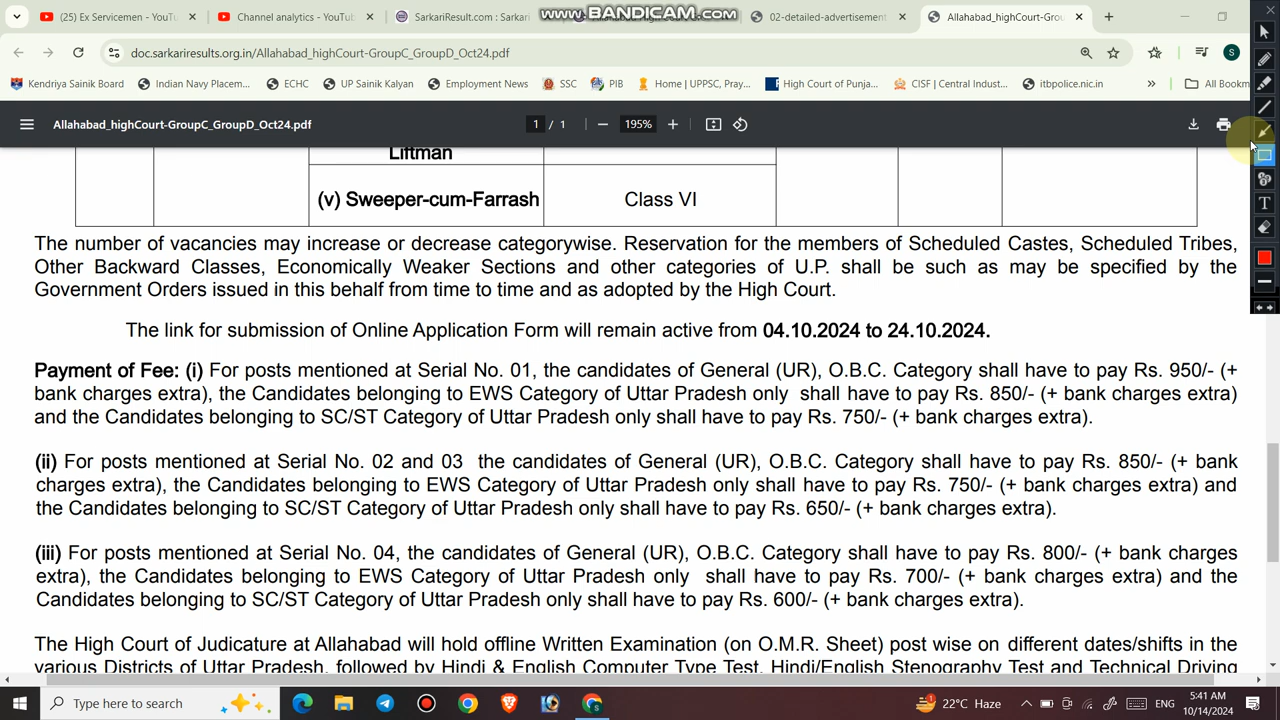 (25) Ex Servicemen - YouTu
Channel analytics - YouTub
SarkariResult.com : Sarkari
www.BANDICAM.com
02-detailed-advertisement
Allahabad_highCourt-Grou
doc.sarkariresults.org.in/Allahabad_highCourt-GroupC_GroupD_Oct24.pdf
S
Kendriya Sainik Board
Indian Navy Placem...
ECHC
UP Sainik Kalyan
Employment News
SSC
PIB
Home | UPPSC, Pray...
High Court of Punja...
CISF | Central Indust...
itbpolice.nic.in
»
All Bookm
Allahabad_highCourt-GroupC_GroupD_Oct24.pdf
1 / 1
195%
Liftman
(v) Sweeper-cum-Farrash
Class VI
The number of vacancies may increase or decrease categorywise. Reservation for the members of Scheduled Castes, Scheduled Tribes,
Other Backward Classes, Economically Weaker Sections and other categories of U.P. shall be such as may be specified by the
Government Orders issued in this behalf from time to time and as adopted by the High Court.
The link for submission of Online Application Form will remain active from 04.10.2024 to 24.10.2024.
Payment of Fee: (i) For posts mentioned at Serial No. 01, the candidates of General (UR), O.B.C. Category shall have to pay Rs. 950/- (+
bank charges extra), the Candidates belonging to EWS Category of Uttar Pradesh only shall have to pay Rs. 850/- (+ bank charges extra)
and the Candidates belonging to SC/ST Category of Uttar Pradesh only shall have to pay Rs. 750/- (+ bank charges extra).
(ii) For posts mentioned at Serial No. 02 and 03 the candidates of General (UR), O.B.C. Category shall have to pay Rs. 850/- (+ bank
charges extra), the Candidates belonging to EWS Category of Uttar Pradesh only shall have to pay Rs. 750/- (+ bank charges extra) and
the Candidates belonging to SC/ST Category of Uttar Pradesh only shall have to pay Rs. 650/- (+ bank charges extra).
(iii) For posts mentioned at Serial No. 04, the candidates of General (UR), O.B.C. Category shall have to pay Rs. 800/- (+ bank charges
extra), the Candidates belonging to EWS Category of Uttar Pradesh only shall have to pay Rs. 700/- (+ bank charges extra) and the
Candidates belonging to SC/ST Category of Uttar Pradesh only shall have to pay Rs. 600/- (+ bank charges extra).
The High Court of Judicature at Allahabad will hold offline Written Examination (on O.M.R. Sheet) post wise on different dates/shifts in the
various Districts of Uttar Pradesh, followed by Hindi & English Computer Type Test, Hindi/English Stenography Test and Technical Driving
Type here to search
22°C Haze
ENG
5:41 AM
10/14/2024